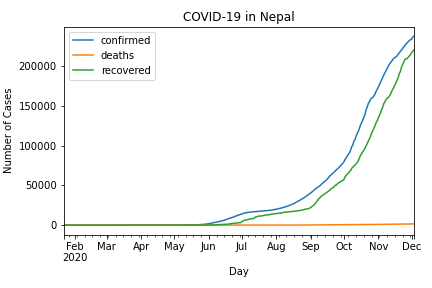 COVID-19 in Nepal
confirmed
deaths
recovered
Number of Cases
200000
150000
100000
50000
0
Feb Mar Apr May Jun Jul Aug Sep Oct Nov Dec
2020
Day